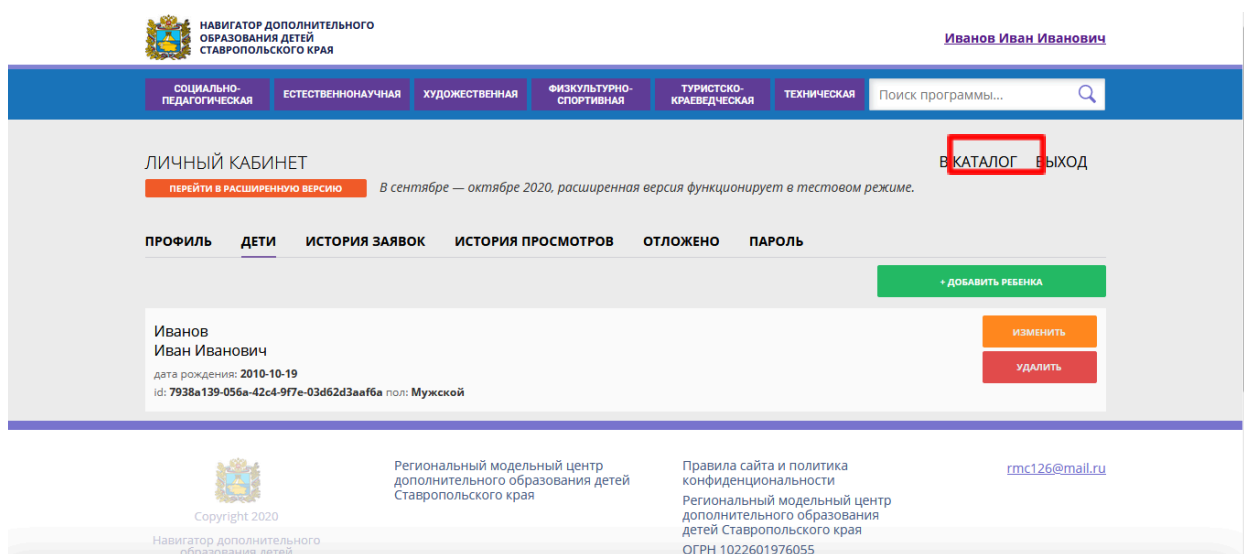 НАВИГАТОР ДОПОЛНИТЕЛЬНОГО
ОБРАЗОВАНИЯ ДЕТЕЙ
СТАВРОПОЛЬСКОГО КРАЯ
Иванов Иван Иванович
СОЦИАЛЬНО-
ПЕДАГОГИЧЕСКАЯ
ЕСТЕСТВЕННОНАУЧНАЯ
ХУДОЖЕСТВЕННАЯ
ФИЗКУЛЬТУРНО-
СПОРТИВНАЯ
ТУРИСТСКО-
КРАЕВЕДЧЕСКАЯ
ТЕХНИЧЕСКАЯ
Поиск программы...
ЛИЧНЫЙ КАБИНЕТ
В КАТАЛОГ ВЫХОД
ПЕРЕЙТИ В РАСШИРЕННУЮ ВЕРСИЮ
В сентябре — октябре 2020, расширенная версия функционирует в тестовом режиме.
ПРОФИЛЬ ДЕТИ ИСТОРИЯ ЗАЯВОК ИСТОРИЯ ПРОСМОТРОВ ОТЛОЖЕНО ПАРОЛЬ
+ ДОБАВИТЬ РЕБЕНКА
Иванов
Иван Иванович
дата рождения: 2010-10-19
id: 7938a139-056a-42c4-9f7e-03d62d3aaf6a пол: Мужской
ИЗМЕНИТЬ
УДАЛИТЬ
Copyright 2020
Навигатор дополнительного
образования детей
Региональный модельный центр
дополнительного образования детей
Ставропольского края
Правила сайта и политика
конфиденциональности
Региональный модельный центр
дополнительного образования
детей Ставропольского края
ОГРН 1022601976055
rmc126@mail.ru